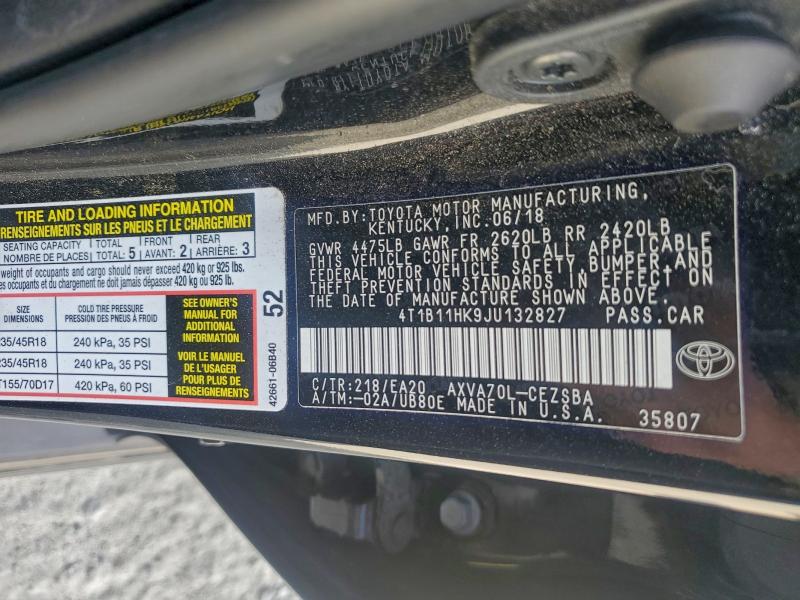 TIRE AND LOADING INFORMATION
RENSEIGNEMENTS SUR LES PNEUS ET LE CHARGEMENT
SEATING CAPACITY TOTAL FRONT REAR
NOMBRE DE PLACES TOTAL: 5 AVANT: 2 ARRIÈRE: 3
weight of occupants and cargo should never exceed 420 kg or 925 lbs.
des occupants et du chargement ne doit jamais dépasser 420 kg ou 925 lbs.
SIZE COLD TIRE PRESSURE
DIMENSIONS PRESSION DES PNEUS À FROID
235/45R18 240 kPa, 35 PSI
235/45R18 240 kPa, 35 PSI
T155/70D17 420 kPa, 60 PSI
SEE OWNER'S
MANUAL FOR
ADDITIONAL
INFORMATION
VOIR LE MANUEL
DE L'USAGER
POUR PLUS DE
RENSEIGNEMENTS
52
42661-06B40
MFD.BY:TOYOTA MOTOR MANUFACTURING,
KENTUCKY, INC.06/18
GVWR 4475LB GAWR FR 2620LB RR 2420LB
THIS VEHICLE CONFORMS TO ALL APPLICABLE
FEDERAL MOTOR VEHICLE SAFETY, BUMPER, AND
THEFT PREVENTION STANDARDS IN EFFECT ON
THE DATE OF MANUFACTURE SHOWN ABOVE.
4T1B11HK9JU132827 PASS.CAR
C/TR:218/EA20 AXVA70L-CEZSBA
A/TM:-02A/UB80E MADE IN U.S.A.
35807